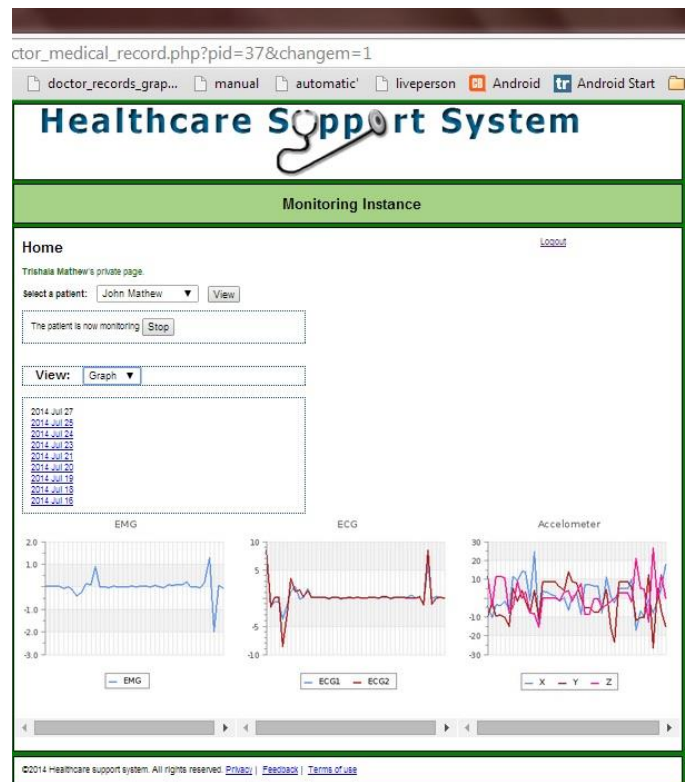 ctor_medical_record.php?pid=37&changem=1
doctor_records_grap... manual automatic' liveperson Android tr Android Start
Healthcare Support System
Monitoring Instance
Home
Logout
Trishala Mathew's private page.
Select a patient: John Mathew View
The patient is now monitoring Stop
View: Graph
2014 Jul 27
2014 Jul 25
2014 Jul 24
2014 Jul 23
2014 Jul 21
2014 Jul 20
2014 Jul 19
2014 Jul 18
2014 Jul 16
EMG
2.0
1.0
-1.0
-2.0
-3.0
EMG
ECG
10
5
-5
-10
ECG1 ECG2
Accelometer
30
20
10
-10
-20
-30
X Y Z
©2014 Healthcare support system. All rights reserved. Privacy | Feedback | Terms of use